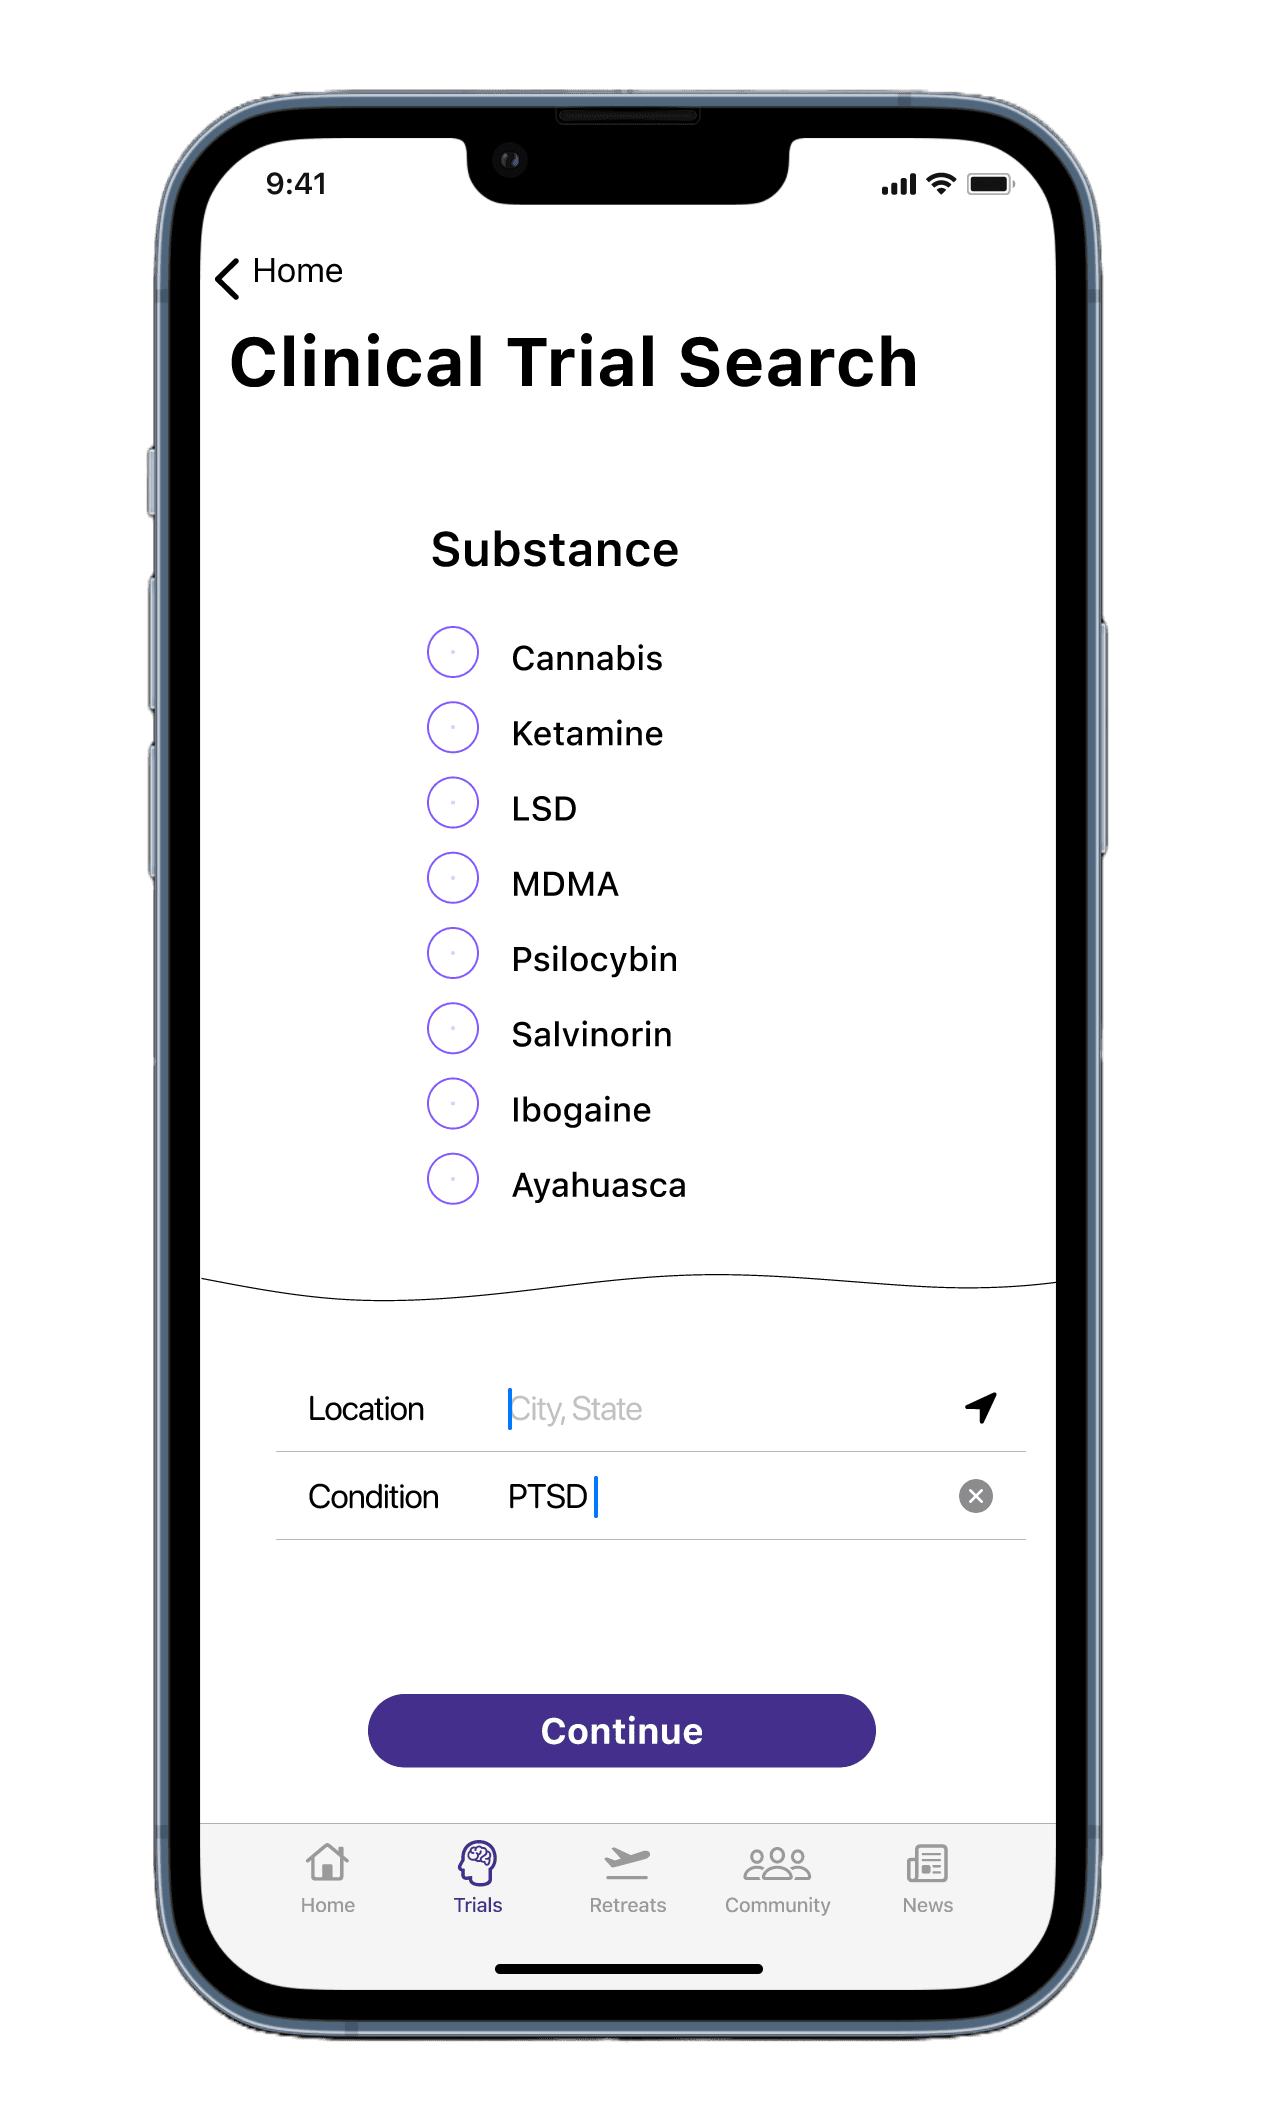 9:41
Home
Clinical Trial Search
Substance
Cannabis
Ketamine
LSD
MDMA
Psilocybin
Salvinorin
Ibogaine
Ayahuasca
Location City, State
Condition PTSD
Continue
Home Trials Retreats Community News